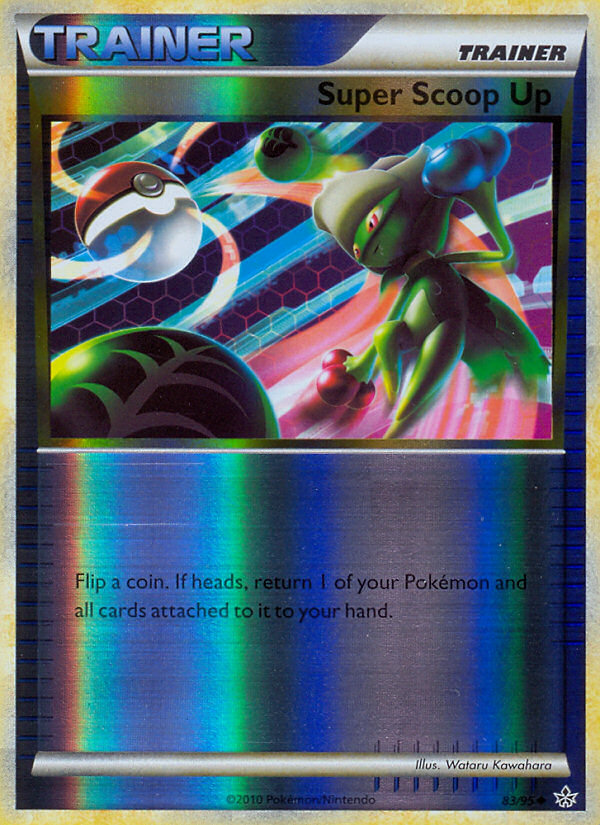 TRAINER
TRAINER
Super Scoop Up
Flip a coin. If heads, return 1 of your Pokémon and
all cards attached to it to your hand.
Illus. Wataru Kawahara
©2010 Pokémon/Nintendo
83/95